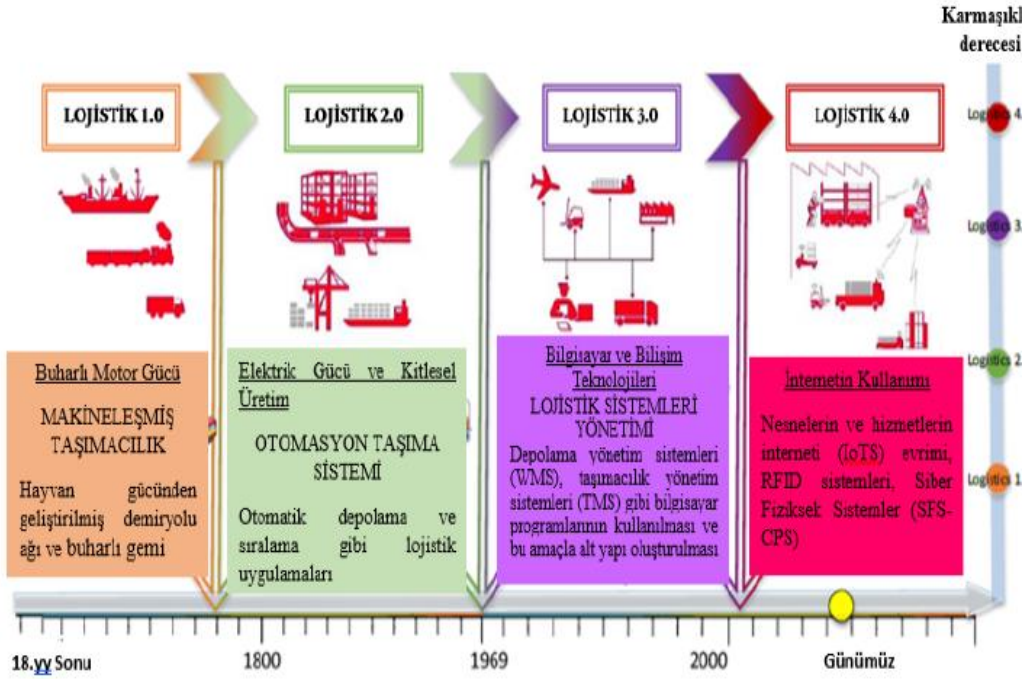 Karmaşıkl
derecesi
LOJİSTİK 1.0
LOJİSTİK 2.0
LOJİSTİK 3.0
LOJİSTİK 4.0
Logistics 4.
Logistics 3.
Logistics 2.
Logistics 1.
Buharlı Motor Gücü
MAKİNELEŞMİŞ
TAŞIMACILIK
Hayvan gücünden
geliştirilmiş demiryolu
ağı ve buharlı gemi
Elektrik Gücü ve Kitlesel
Üretim
OTOMASYON TAŞIMA
SİSTEMİ
Otomatik depolama ve
sıralama gibi lojistik
uygulamaları
Bilgisayar ve Bilişim
Teknolojileri
LOJİSTİK SİSTEMLERİ
YÖNETİMİ
Depolama yönetim sistemleri
(WMS), taşımacılık yönetim
sistemleri (TMS) gibi bilgisayar
programlarının kullanılması ve
bu amaçla alt yapı oluşturulması
İnternetin Kullanımı
Nesnelerin ve hizmetlerin
interneti (IoTS) evrimi,
RFID sistemleri, Siber
Fiziksek Sistemler (SFS-
CPS)
18.yy Sonu
1800
1969
2000
Günümüz